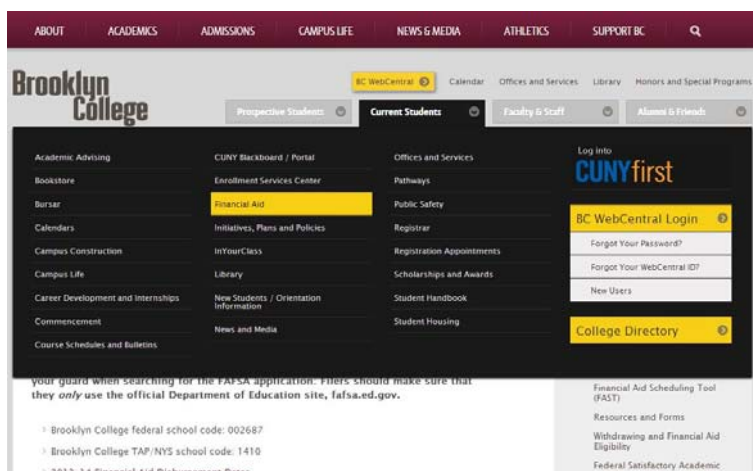 ABOUT ACADEMICS ADMISSIONS CAMPUS LIFE NEWS & MEDIA ATHLETICS SUPPORT BC
Brooklyn
College
BC WebCentral Calendar Offices and Services Library Honors and Special Programs
Prospective Students Current Students Faculty & Staff Alumni & Friends
Academic Advising CUNY Blackboard / Portal Offices and Services
Log into
CUNYfirst
Bookstore Enrollment Services Center Pathways
Bursar Financial Aid Public Safety
BC WebCentral Login
Calendars Initiatives, Plans and Policies Registrar
Forgot Your Password?
Campus Construction InYourClass Registration Appointments
Forgot Your WebCentral ID?
Campus Life Library Scholarships and Awards
New Users
Career Development and Internships New Students / Orientation
Information Student Handbook
Commencement News and Media Student Housing
College Directory
Course Schedules and Bulletins
your guard when searching for the FAFSA application: Filers should make sure that
they only use the official Department of Education site, fafsa.ed.gov.
Brooklyn College federal school code: 002687
Brooklyn College TAP/NYS school code: 1410
Financial Aid Scheduling Tool
(FAST)
Resources and Forms
Withdrawing and Financial Aid
Eligibility
Federal Satisfactory Academic